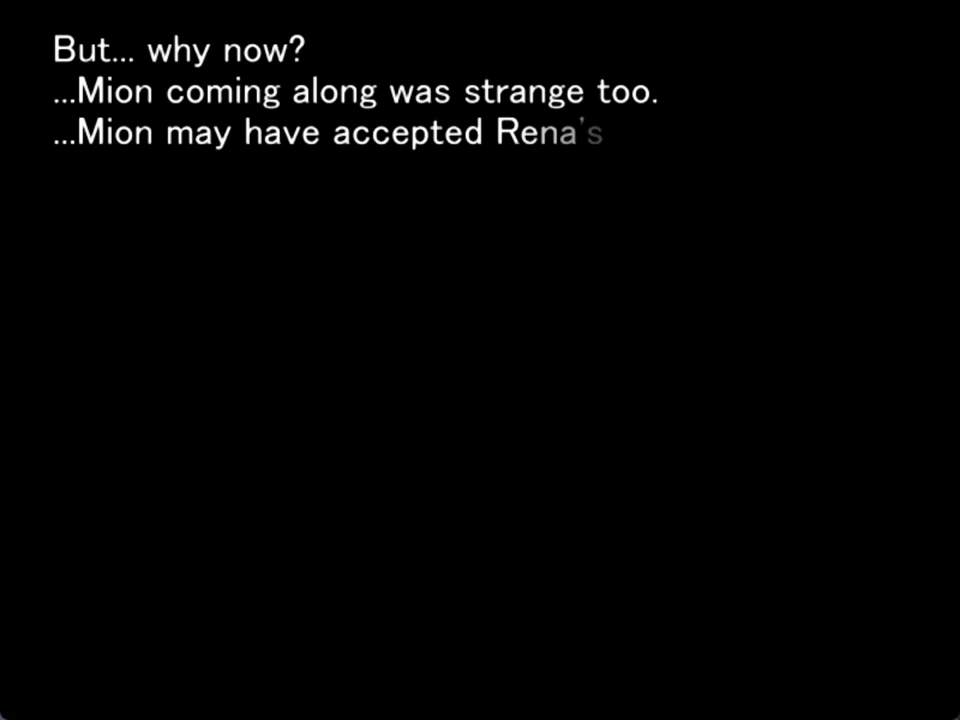 But... why now?
...Mion coming along was strange too.
...Mion may have accepted Rena's